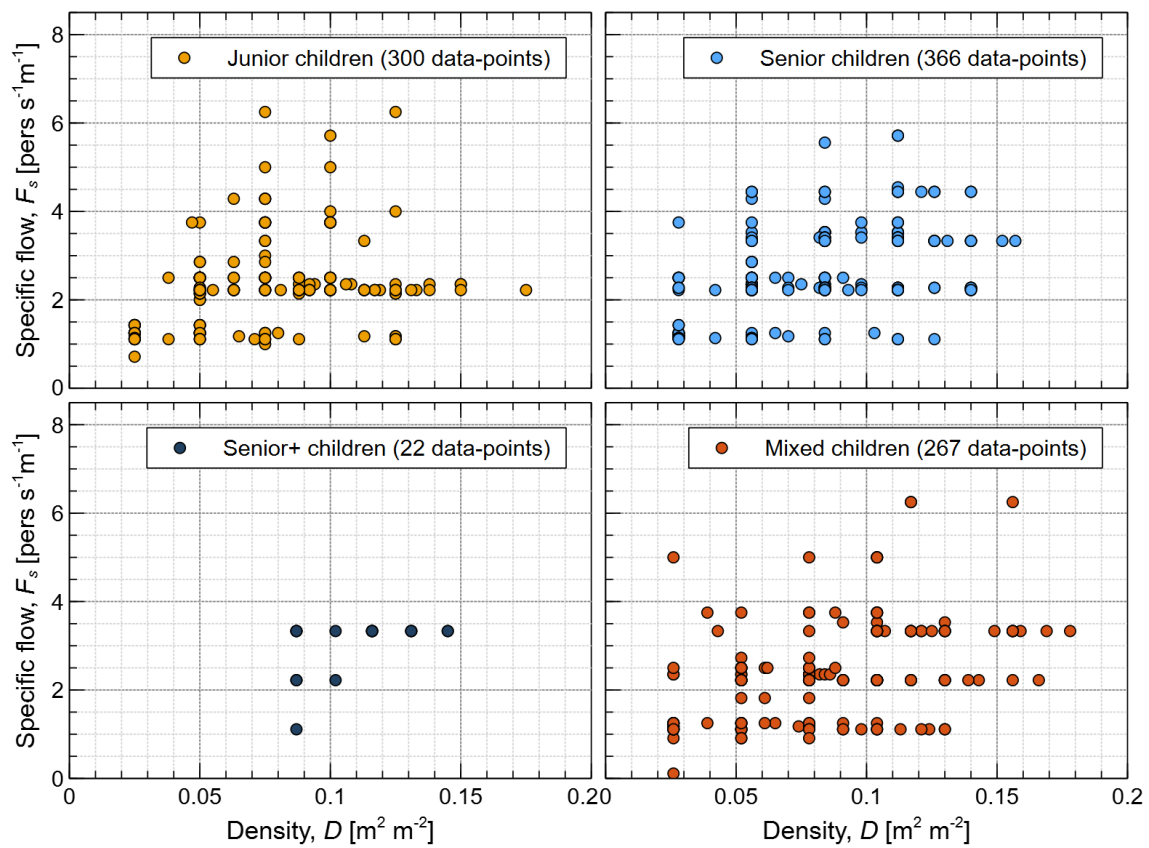 8
6
4
2
0
Specific flow, Fs [pers s-1m-1]
Junior children (300 data-points)
Senior children (366 data-points)
8
6
4
2
0
Specific flow, Fs [pers s-1m-1]
Senior+ children (22 data-points)
Mixed children (267 data-points)
0 0.05 0.10 0.15 0.20 0.05 0.10 0.15 0.2
Density, D [m2 m-2]
Density, D [m2 m-2]